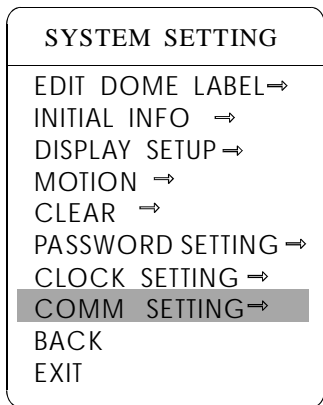 SYSTEM SETTING
EDIT DOME LABEL⇒
INITIAL INFO ⇒
DISPLAY SETUP ⇒
MOTION ⇒
CLEAR ⇒
PASSWORD SETTING ⇒
CLOCK SETTING ⇒
COMM SETTING⇒
BACK
EXIT